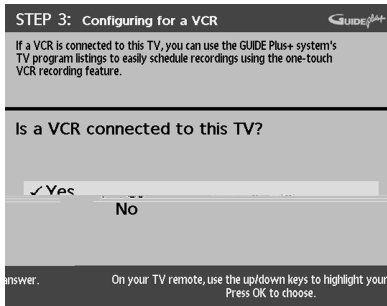 STEP 3: Configuring for a VCR GUIDE plus+
If a VCR is connected to this TV, you can use the GUIDE Plus+ system's
TV program listings to easily schedule recordings using the one-touch
VCR recording feature.
Is a VCR connected to this TV?
✓ Yes
No
answer. On your TV remote, use the up/down keys to highlight your
Press OK to choose.